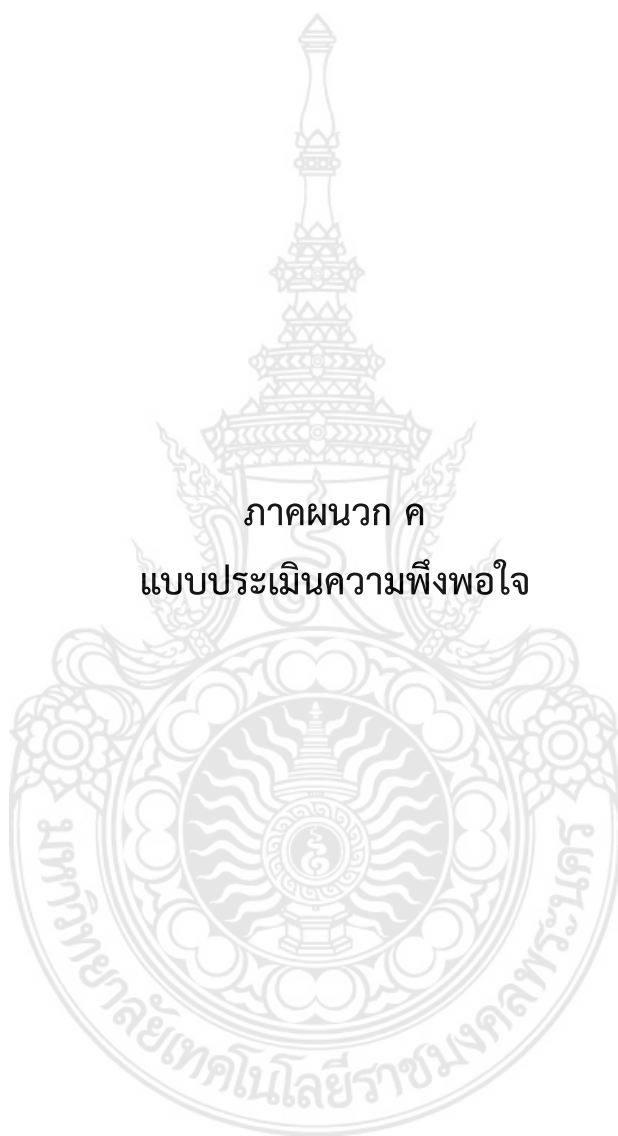 ภาคผนวก ค
แบบประเมินความพึงพอใจ
มหาวิทยาลัยเทคโนโลยีราชมงคลพระนคร